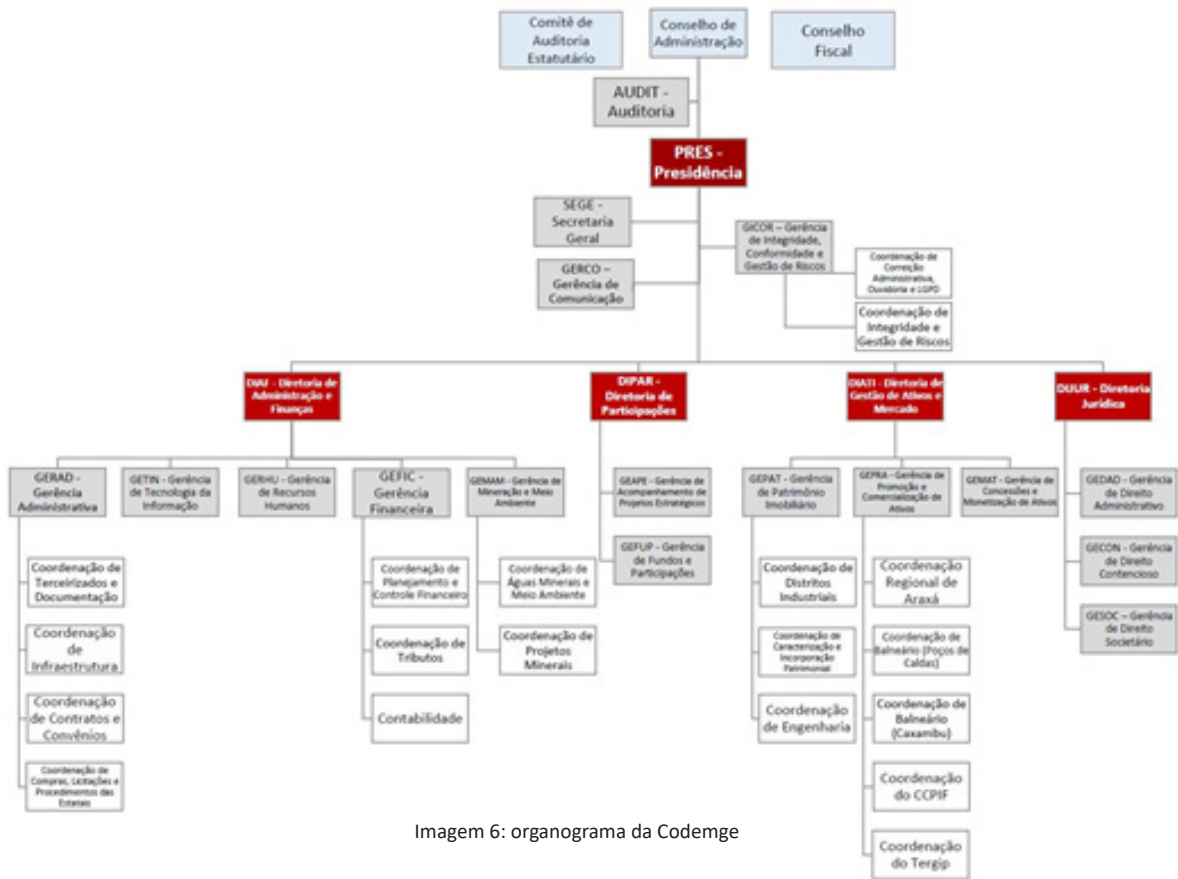 Comitê de
Auditoria
Estatutário
Conselho de
Administração
Conselho
Fiscal
AUDIT -
Auditoria
PRES -
Presidência
SEGE -
Secretaria
Geral
GERCO –
Gerência de
Comunicação
GICOR – Gerência
de Integridade,
Conformidade e
Gestão de Riscos
Coordenação de
Correição
Administrativa,
Ouvidoria e LGPD
Coordenação de
Integridade e
Gestão de Riscos
DIAF - Diretoria de
Administração e
Finanças
DIPAR -
Diretoria de
Participações
DIATI - Diretoria de
Gestão de Ativos e
Mercado
DIJUR - Diretoria
Jurídica
GERAD -
Gerência
Administrativa
GETIN - Gerência
de Tecnologia da
Informação
GERHU - Gerência
de Recursos
Humanos
GEFIC -
Gerência
Financeira
GEMAM - Gerência de
Mineração e Meio
Ambiente
GEAPE - Gerência de
Acompanhamento de
Projetos Estratégicos
GEPAT - Gerência
de Patrimônio
Imobiliário
GEPRA - Gerência de
Promoção e
Comercialização de
Ativos
GEMAT - Gerência de
Concessões e
Monetização de Ativos
GEDAD - Gerência
de Direito
Administrativo
Coordenação de
Terceirizados e
Documentação
Coordenação de
Planejamento e
Controle Financeiro
Coordenação de
Águas Minerais e
Meio Ambiente
GEFUP - Gerência
de Fundos e
Participações
Coordenação de
Distritos
Industriais
Coordenação
Regional de
Araxá
GECON - Gerência
de Direito
Contencioso
Coordenação
de
Infraestrutura
Coordenação de
Tributos
Coordenação de
Projetos
Minerais
Coordenação de
Caracterização e
Incorporação
Patrimonial
Coordenação de
Balneário (Poços de
Caldas)
GESOC – Gerência
de Direito
Societário
Coordenação
de Contratos e
Convênios
Contabilidade
Coordenação
de Engenharia
Coordenação de
Balneário
(Caxambu)
Coordenação de
Compras, Licitações e
Procedimentos das
Estatais
Coordenação
do CCPIF
Coordenação
do Tergip
Imagem 6: organograma da Codemge